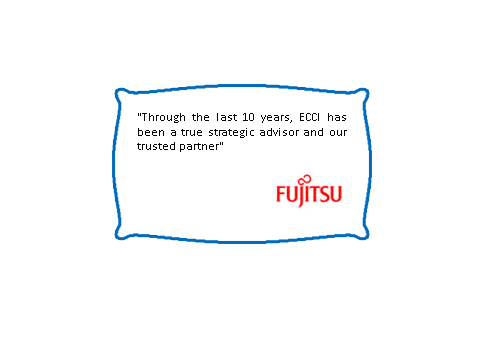 "Through the last 10 years, ECCI has
been a true strategic advisor and our
trusted partner"
FUJITSU